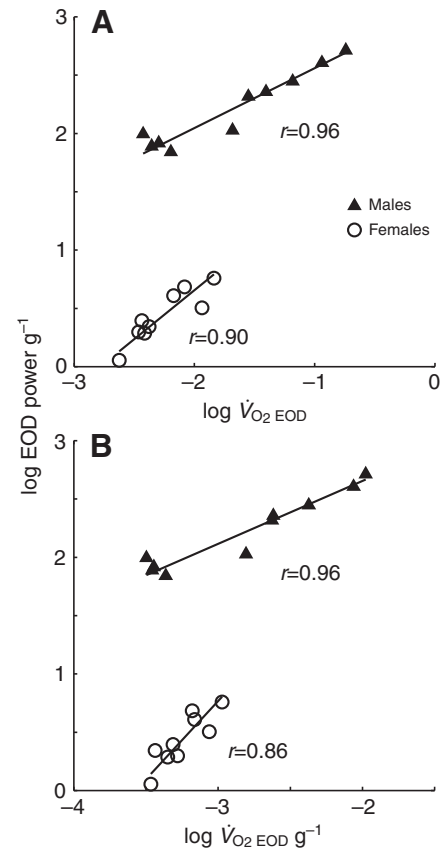 A
3
2
1
0
r=0.96
Males
Females
r=0.90
−3 −2 −1 0
log V̇O2 EOD
log EOD power g−1
B
3
2
1
0
r=0.96
r=0.86
−4 −3 −2
log V̇O2 EOD g−1